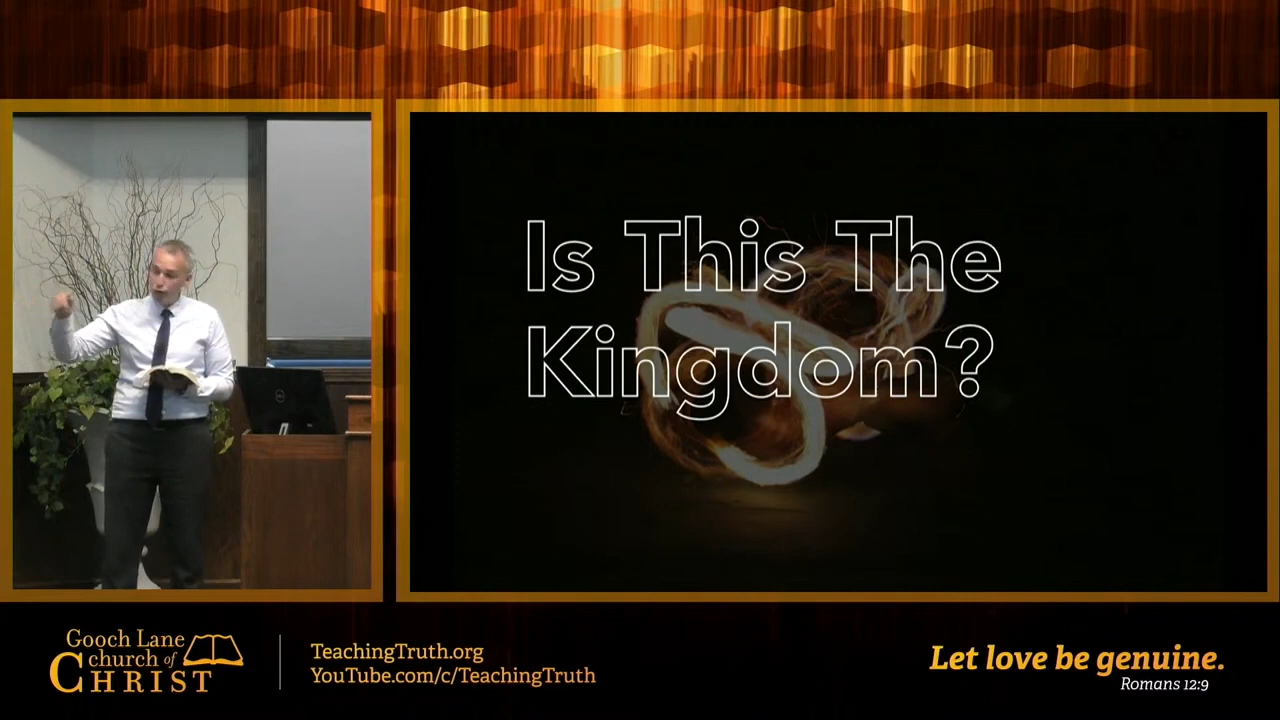 Is This The
Kingdom?
Gooch Lane
church of
CHRIST
TeachingTruth.org
YouTube.com/c/TeachingTruth
Let love be genuine.
Romans 12:9